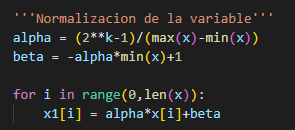 '''Normalizacion de la variable'''
alpha = (2**k-1)/(max(x)-min(x))
beta = -alpha*min(x)+1
for i in range(0,len(x)):
x1[i] = alpha*x[i]+beta